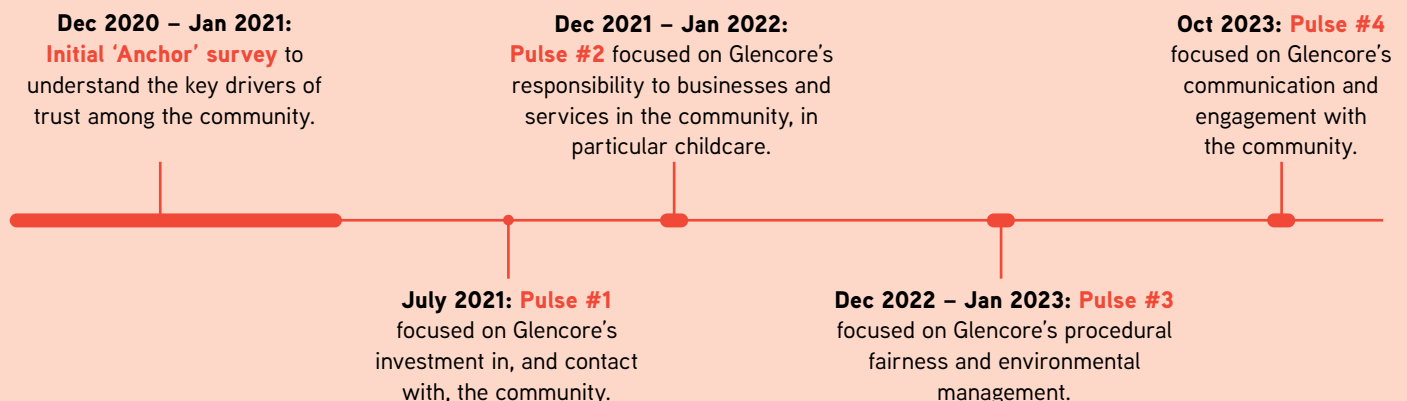 Dec 2020 – Jan 2021:
Initial ‘Anchor’ survey to
understand the key drivers of
trust among the community.
July 2021: Pulse #1
focused on Glencore’s
investment in, and contact
with, the community.
Dec 2021 – Jan 2022:
Pulse #2 focused on Glencore’s
responsibility to businesses and
services in the community, in
particular childcare.
Dec 2022 – Jan 2023: Pulse #3
focused on Glencore’s procedural
fairness and environmental
management.
Oct 2023: Pulse #4
focused on Glencore’s
communication and
engagement with
the community.